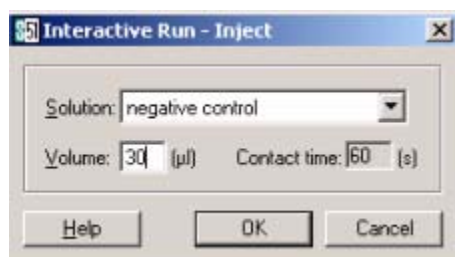 Interactive Run - Inject
Solution: negative control
Volume: 30 (µl) Contact time: 60 (s)
Help OK Cancel